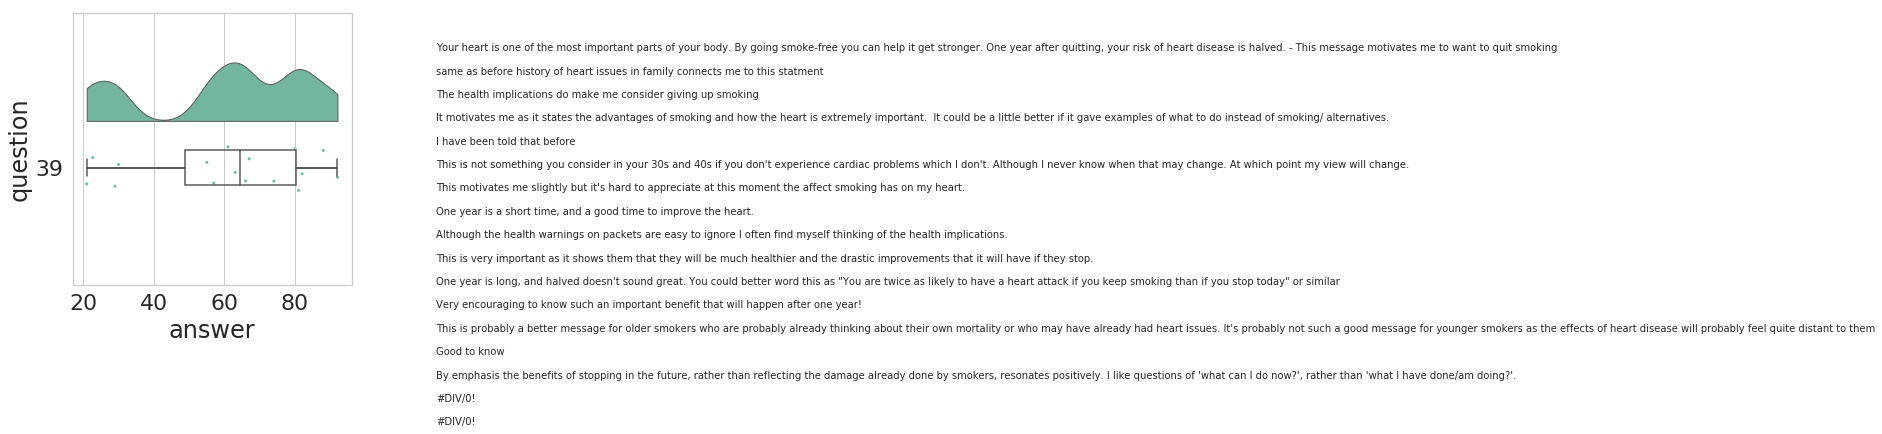 question
39
20 40 60 80
answer
Your heart is one of the most important parts of your body. By going smoke-free you can help it get stronger. One year after quitting, your risk of heart disease is halved. - This message motivates me to want to quit smoking
same as before history of heart issues in family connects me to this statment
The health implications do make me consider giving up smoking
It motivates me as it states the advantages of smoking and how the heart is extremely important.  It could be a little better if it gave examples of what to do instead of smoking/ alternatives.
I have been told that before
This is not something you consider in your 30s and 40s if you don't experience cardiac problems which I don't. Although I never know when that may change. At which point my view will change.
This motivates me slightly but it's hard to appreciate at this moment the affect smoking has on my heart.
One year is a short time, and a good time to improve the heart.
Although the health warnings on packets are easy to ignore I often find myself thinking of the health implications.
This is very important as it shows them that they will be much healthier and the drastic improvements that it will have if they stop.
One year is long, and halved doesn't sound great. You could better word this as "You are twice as likely to have a heart attack if you keep smoking than if you stop today" or similar
Very encouraging to know such an important benefit that will happen after one year!
This is probably a better message for older smokers who are probably already thinking about their own mortality or who may have already had heart issues. It's probably not such a good message for younger smokers as the effects of heart disease will probably feel quite distant to them
Good to know
By emphasis the benefits of stopping in the future, rather than reflecting the damage already done by smokers, resonates positively. I like questions of 'what can I do now?', rather than 'what I have done/am doing?'.
#DIV/0!
#DIV/0!